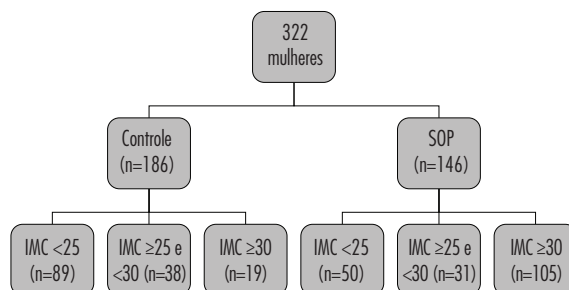 322
mulheres
Controle
(n=186)
SOP
(n=146)
IMC <25
(n=89)
IMC ≥25 e
<30 (n=38)
IMC ≥30
(n=19)
IMC <25
(n=50)
IMC ≥25 e
<30 (n=31)
IMC ≥30
(n=105)